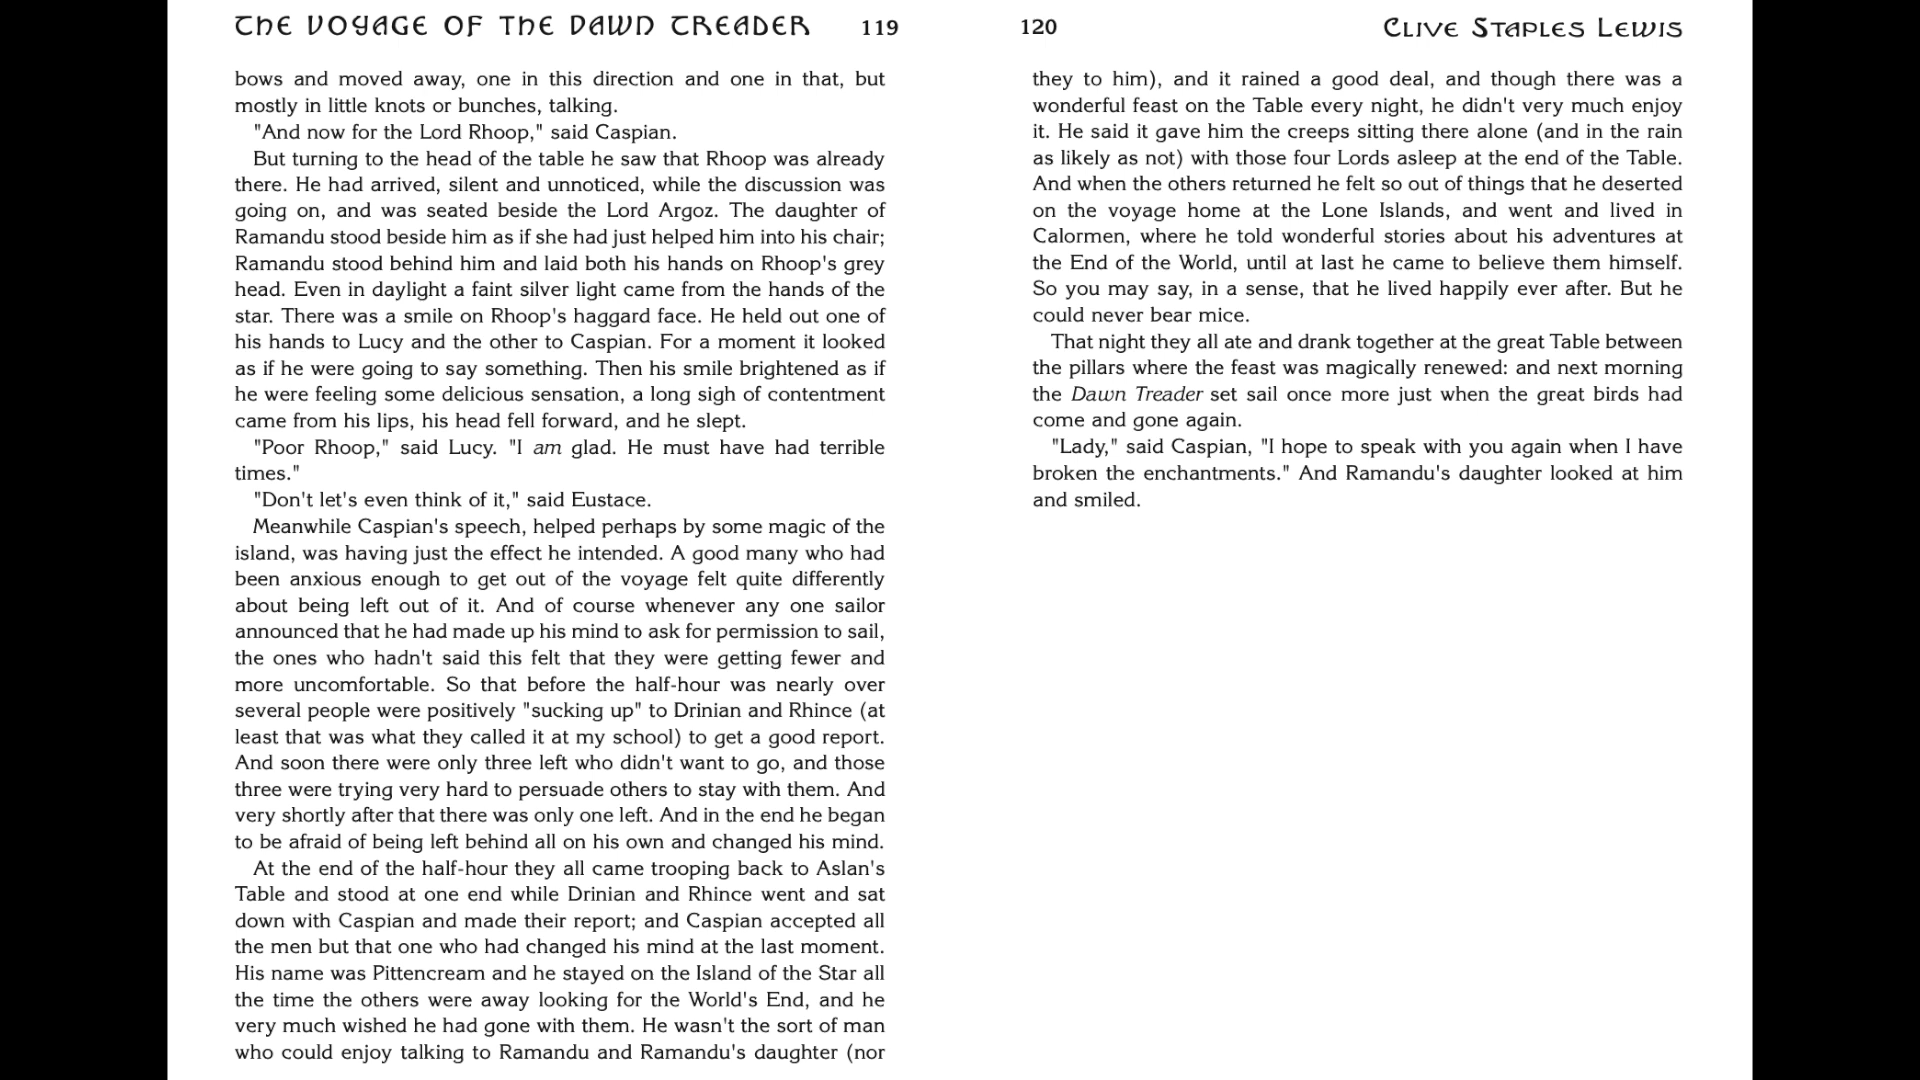 THE VOYAGE OF THE DAWN TREADER 119
bows and moved away, one in this direction and one in that, but
mostly in little knots or bunches, talking.
"And now for the Lord Rhoop," said Caspian.
But turning to the head of the table he saw that Rhoop was already
there. He had arrived, silent and unnoticed, while the discussion was
going on, and was seated beside the Lord Argoz. The daughter of
Ramandu stood beside him as if she had just helped him into his chair;
Ramandu stood behind him and laid both his hands on Rhoop's grey
head. Even in daylight a faint silver light came from the hands of the
star. There was a smile on Rhoop's haggard face. He held out one of
his hands to Lucy and the other to Caspian. For a moment it looked
as if he were going to say something. Then his smile brightened as if
he were feeling some delicious sensation, a long sigh of contentment
came from his lips, his head fell forward, and he slept.
"Poor Rhoop," said Lucy. "I am glad. He must have had terrible
times."
"Don't let's even think of it," said Eustace.
Meanwhile Caspian's speech, helped perhaps by some magic of the
island, was having just the effect he intended. A good many who had
been anxious enough to get out of the voyage felt quite differently
about being left out of it. And of course whenever any one sailor
announced that he had made up his mind to ask for permission to sail,
the ones who hadn't said this felt that they were getting fewer and
more uncomfortable. So that before the half-hour was nearly over
several people were positively "sucking up" to Drinian and Rhince (at
least that was what they called it at my school) to get a good report.
And soon there were only three left who didn't want to go, and those
three were trying very hard to persuade others to stay with them. And
very shortly after that there was only one left. And in the end he began
to be afraid of being left behind all on his own and changed his mind.
At the end of the half-hour they all came trooping back to Aslan's
Table and stood at one end while Drinian and Rhince went and sat
down with Caspian and made their report; and Caspian accepted all
the men but that one who had changed his mind at the last moment.
His name was Pittencream and he stayed on the Island of the Star all
the time the others were away looking for the World's End, and he
very much wished he had gone with them. He wasn't the sort of man
who could enjoy talking to Ramandu and Ramandu's daughter (nor
120 CLIVE STAPLES LEWIS
they to him), and it rained a good deal, and though there was a
wonderful feast on the Table every night, he didn't very much enjoy
it. He said it gave him the creeps sitting there alone (and in the rain
as likely as not) with those four Lords asleep at the end of the Table.
And when the others returned he felt so out of things that he deserted
on the voyage home at the Lone Islands, and went and lived in
Calormen, where he told wonderful stories about his adventures at
the End of the World, until at last he came to believe them himself.
So you may say, in a sense, that he lived happily ever after. But he
could never bear mice.
That night they all ate and drank together at the great Table between
the pillars where the feast was magically renewed: and next morning
the Dawn Treader set sail once more just when the great birds had
come and gone again.
"Lady," said Caspian, "I hope to speak with you again when I have
broken the enchantments." And Ramandu's daughter looked at him
and smiled.